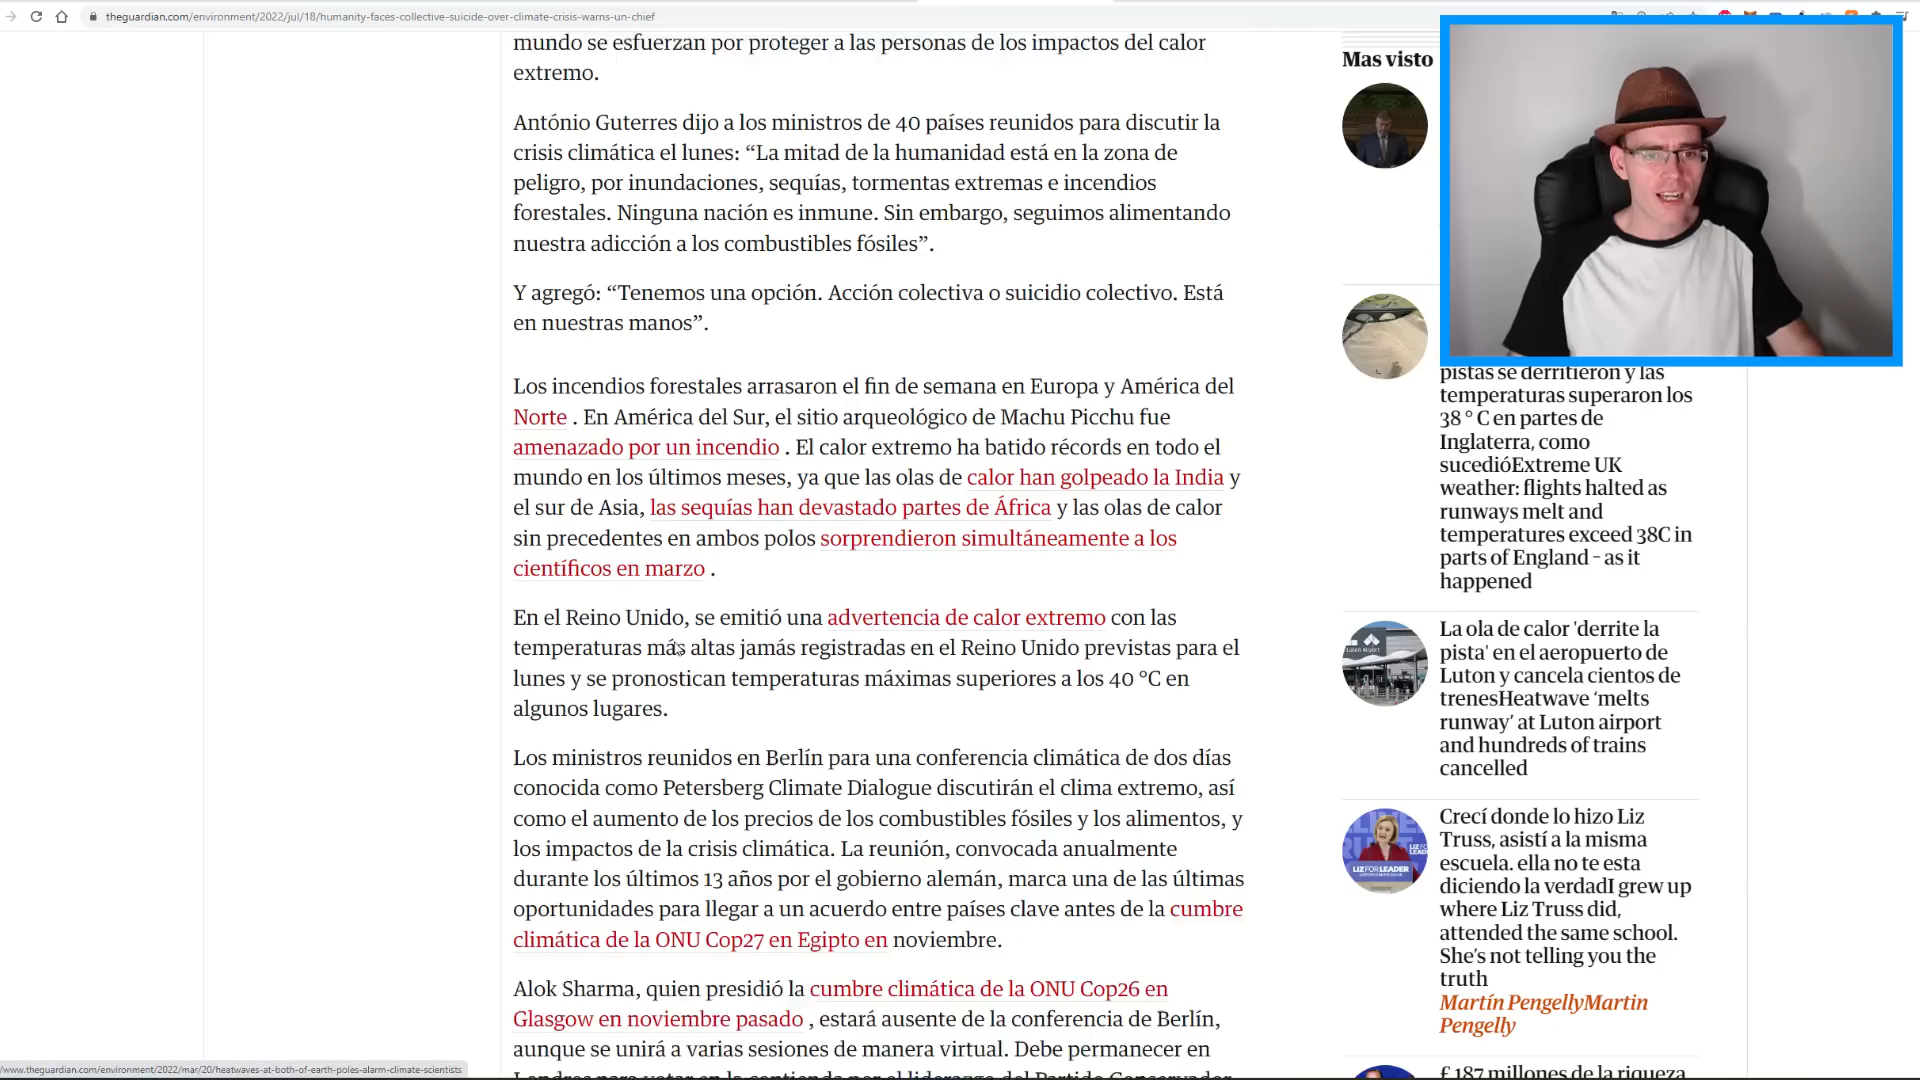 theguardian.com/environment/2022/jul/18/humanity-faces-collective-suicide-over-climate-crisis-warns-un-chief
mundo se esfuerzan por proteger a las personas de los impactos del calor
extremo.
António Guterres dijo a los ministros de 40 países reunidos para discutir la
crisis climática el lunes: “La mitad de la humanidad está en la zona de
peligro, por inundaciones, sequías, tormentas extremas e incendios
forestales. Ninguna nación es inmune. Sin embargo, seguimos alimentando
nuestra adicción a los combustibles fósiles”.
Y agregó: “Tenemos una opción. Acción colectiva o suicidio colectivo. Está
en nuestras manos”.
Los incendios forestales arrasaron el fin de semana en Europa y América del
Norte . En América del Sur, el sitio arqueológico de Machu Picchu fue
amenazado por un incendio . El calor extremo ha batido récords en todo el
mundo en los últimos meses, ya que las olas de calor han golpeado la India y
el sur de Asia, las sequías han devastado partes de África y las olas de calor
sin precedentes en ambos polos sorprendieron simultáneamente a los
científicos en marzo .
En el Reino Unido, se emitió una advertencia de calor extremo con las
temperaturas más altas jamás registradas en el Reino Unido previstas para el
lunes y se pronostican temperaturas máximas superiores a los 40 °C en
algunos lugares.
Los ministros reunidos en Berlín para una conferencia climática de dos días
conocida como Petersberg Climate Dialogue discutirán el clima extremo, así
como el aumento de los precios de los combustibles fósiles y los alimentos, y
los impactos de la crisis climática. La reunión, convocada anualmente
durante los últimos 13 años por el gobierno alemán, marca una de las últimas
oportunidades para llegar a un acuerdo entre países clave antes de la cumbre
climática de la ONU Cop27 en Egipto en noviembre.
Alok Sharma, quien presidió la cumbre climática de la ONU Cop26 en
Glasgow en noviembre pasado , estará ausente de la conferencia de Berlín,
aunque se unirá a varias sesiones de manera virtual. Debe permanecer en
Londres para votar en la contienda por el liderazgo del Partido Conservador
/www.theguardian.com/environment/2022/mar/20/heatwaves-at-both-of-earth-poles-alarm-climate-scientists
Mas visto
pistas se derritieron y las
temperaturas superaron los
38 ° C en partes de
Inglaterra, como
sucedióExtreme UK
weather: flights halted as
runways melt and
temperatures exceed 38C in
parts of England – as it
happened
La ola de calor 'derrite la
pista' en el aeropuerto de
Luton y cancela cientos de
trenesHeatwave ‘melts
runway’ at Luton airport
and hundreds of trains
cancelled
Crecí donde lo hizo Liz
Truss, asistí a la misma
escuela. ella no te esta
diciendo la verdadI grew up
where Liz Truss did,
attended the same school.
She’s not telling you the
truth
Martín PengellyMartin
Pengelly
£187 millones de la riqueza
LIZ FOR LEADER